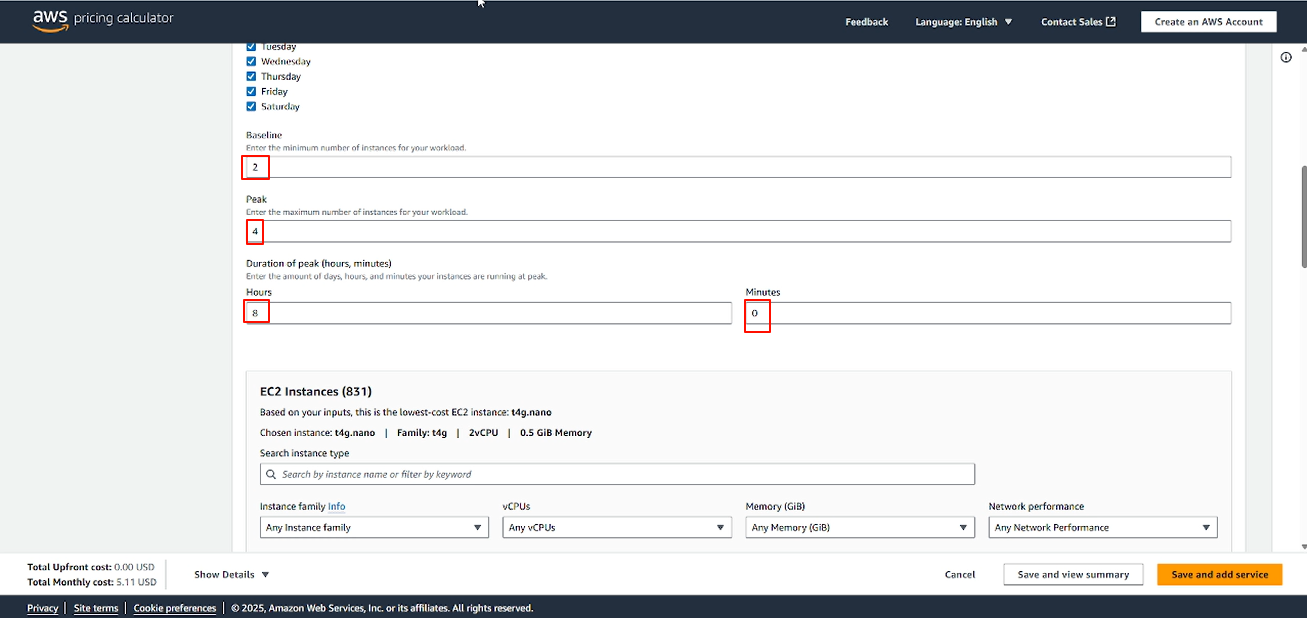 aws pricing calculator
Feedback Language: English Contact Sales Create an AWS Account
Tuesday
Wednesday
Thursday
Friday
Saturday
Baseline
Enter the minimum number of instances for your workload.
2
Peak
Enter the maximum number of instances for your workload.
4
Duration of peak (hours, minutes)
Enter the amount of days, hours, and minutes your instances are running at peak.
Hours Minutes
8 0
EC2 Instances (831)
Based on your inputs, this is the lowest-cost EC2 instance: t4g.nano
Chosen instance: t4g.nano | Family: t4g | 2vCPU | 0.5 GiB Memory
Search instance type
Search by instance name or filter by keyword
Instance family Info vCPUs Memory (GiB) Network performance
Any Instance family Any vCPUs Any Memory (GiB) Any Network Performance
Total Upfront cost: 0.00 USD
Total Monthly cost: 5.11 USD
Show Details Cancel Save and view summary Save and add service
Privacy | Site terms | Cookie preferences | © 2025, Amazon Web Services, Inc. or its affiliates. All rights reserved.